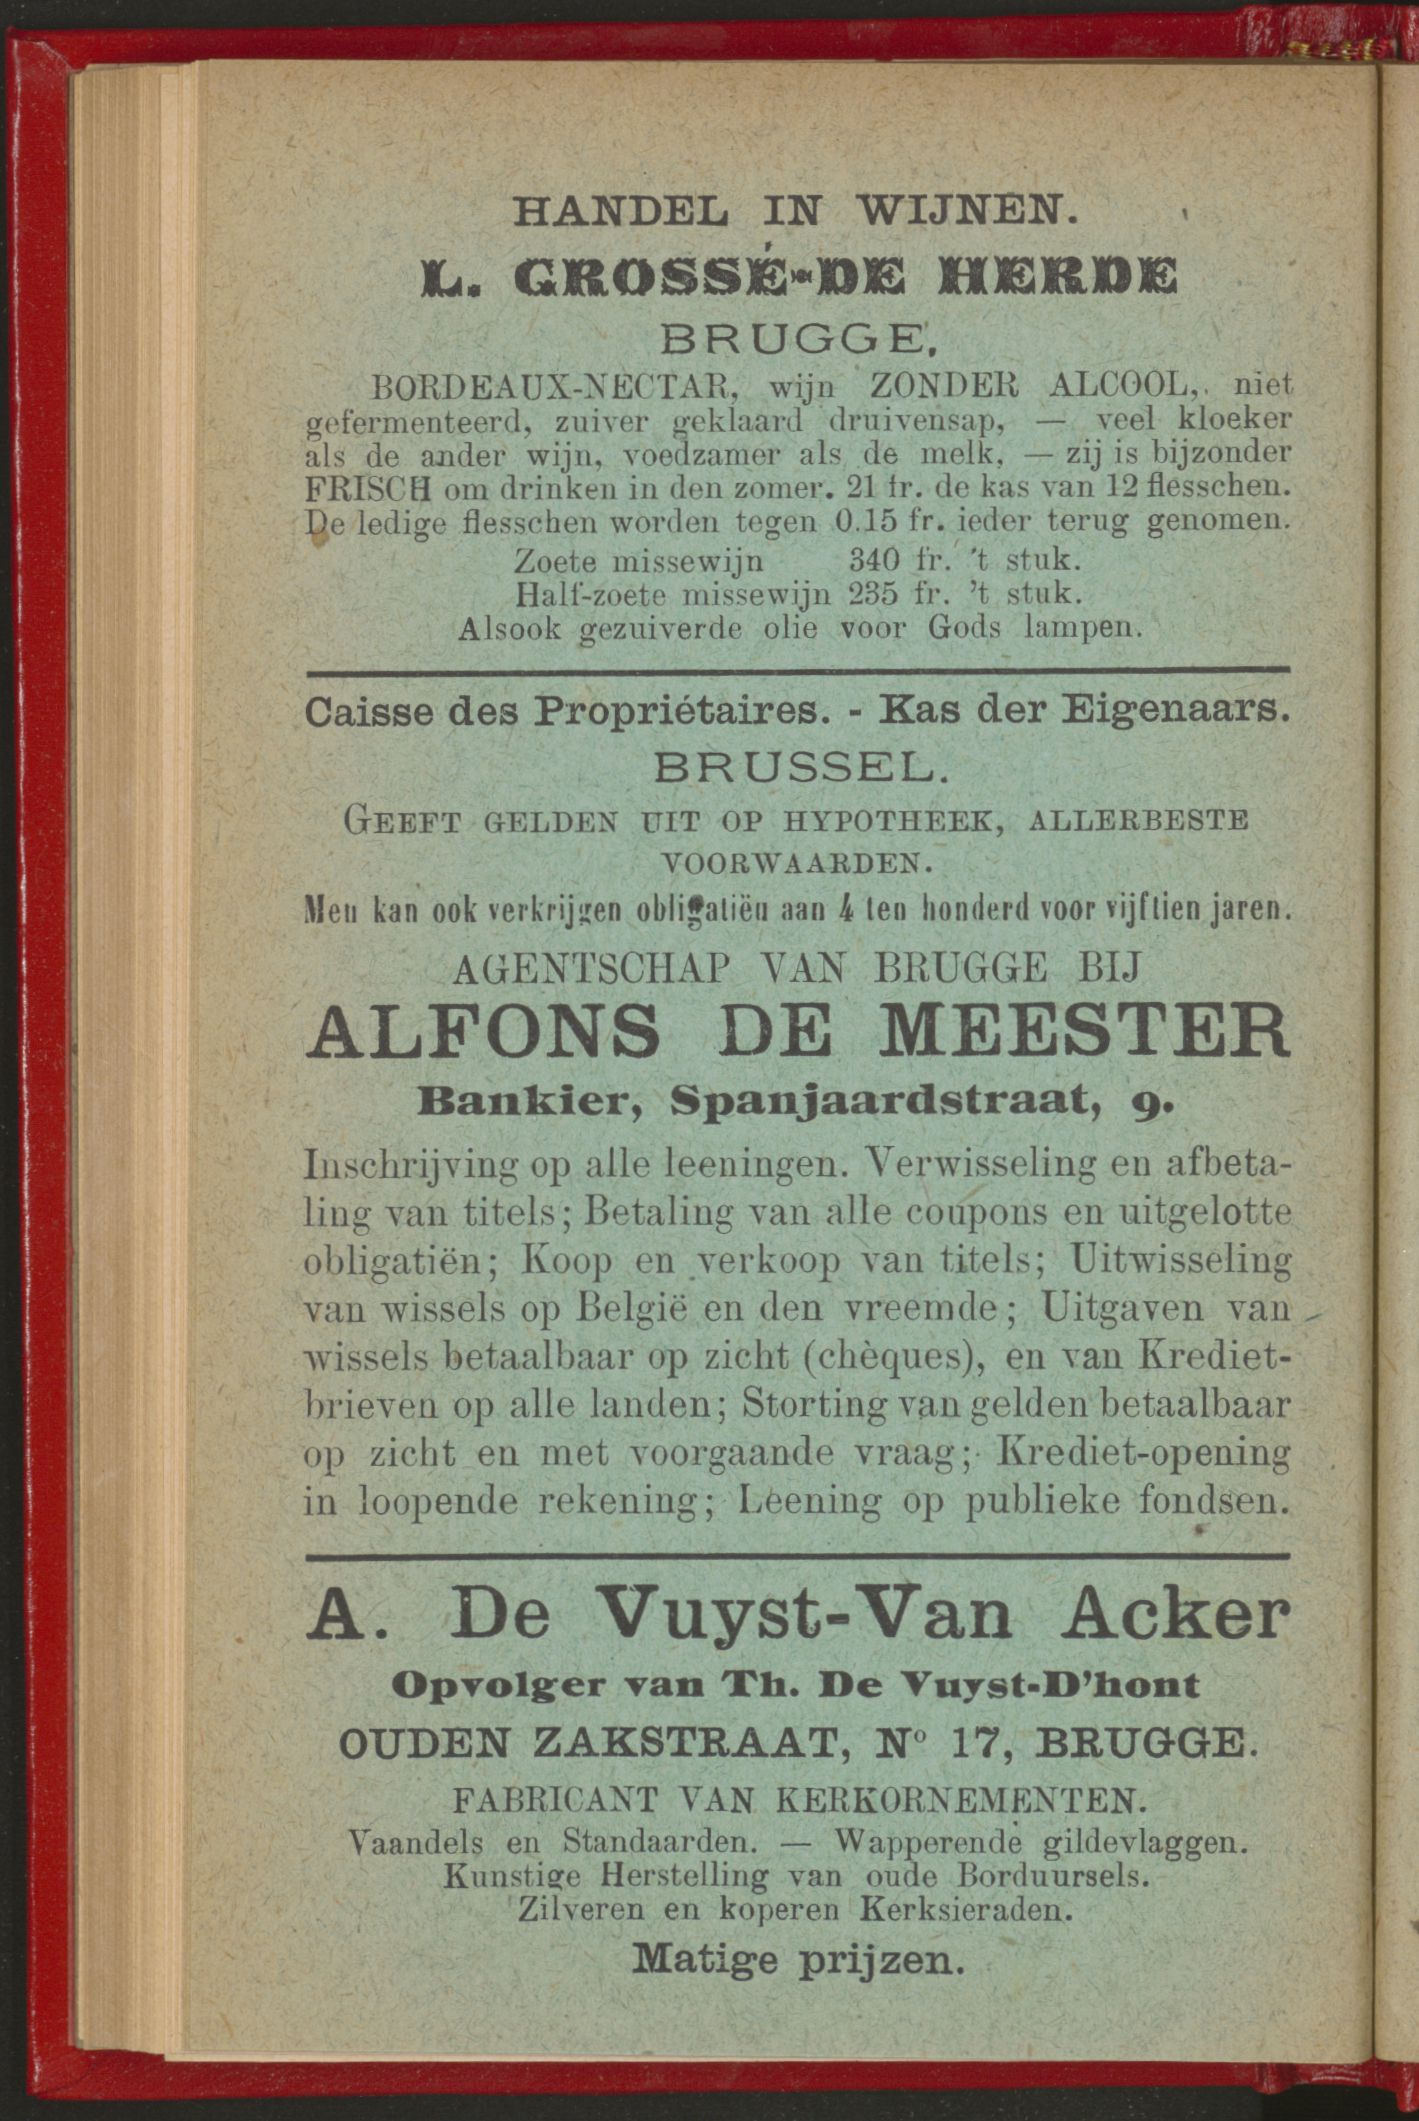 HANDEL IN WIJNEN.
L. GROSSÉ-DE HERDE
BRUGGE,
BORDEAUX-NECTAR, wijn ZONDER ALCOOL, niet
gefermenteerd, zuiver geklaard druivensap, — veel kloeker
als de ander wijn, voedzamer als de melk, — zij is bijzonder
FRISCH om drinken in den zomer. 21 fr. de kas van 12 flesschen.
De ledige flesschen worden tegen 0.15 fr. ieder terug genomen.
Zoete missewijn 340 fr. 't stuk.
Half-zoete missewijn 235 fr. 't stuk.
Alsook gezuiverde olie voor Gods lampen.
Caisse des Propriétaires. - Kas der Eigenaars.
BRUSSEL.
GEEFT GELDEN UIT OP HYPOTHEEK, ALLERBESTE
VOORWAARDEN.
Men kan ook verkrijgen obligatiën aan 4 ten honderd voor vijftien jaren.
AGENTSCHAP VAN BRUGGE BIJ
ALFONS DE MEESTER
Bankier, Spanjaardstraat, 9.
Inschrijving op alle leeningen. Verwisseling en afbeta-
ling van titels; Betaling van alle coupons en uitgelotte
obligatiën; Koop en verkoop van titels; Uitwisseling
van wissels op België en den vreemde; Uitgaven van
wissels betaalbaar op zicht (chèques), en van Krediet-
brieven op alle landen; Storting van gelden betaalbaar
op zicht en met voorgaande vraag; Krediet-opening
in loopende rekening; Leening op publieke fondsen.
A. De Vuyst-Van Acker
Opvolger van Th. De Vuyst-D'hont
OUDEN ZAKSTRAAT, Nº 17, BRUGGE.
FABRICANT VAN KERKORNEMENTEN.
Vaandels en Standaarden. — Wapperende gildevlaggen.
Kunstige Herstelling van oude Borduursels.
Zilveren en koperen Kerksieraden.
Matige prijzen.